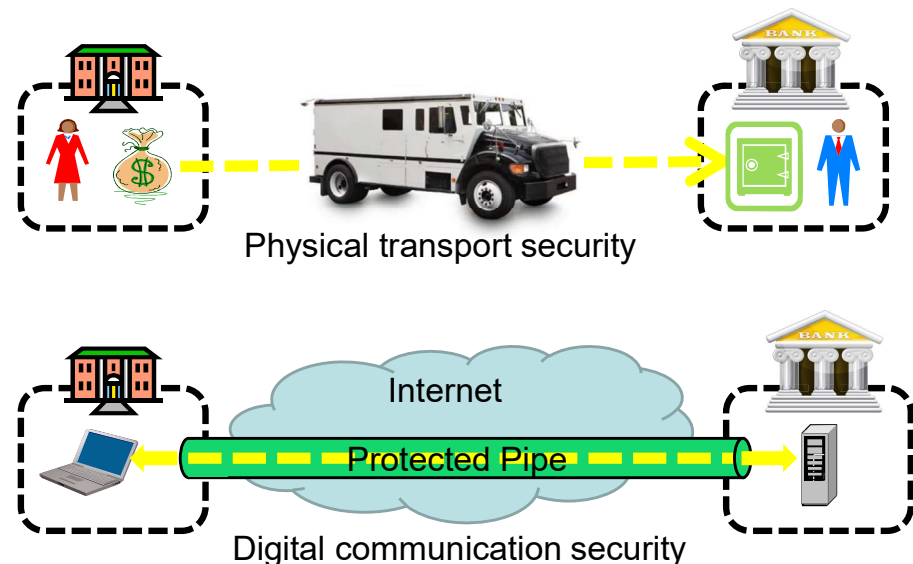 BANK
$
Physical transport security
BANK
Internet
Protected Pipe
Digital communication security